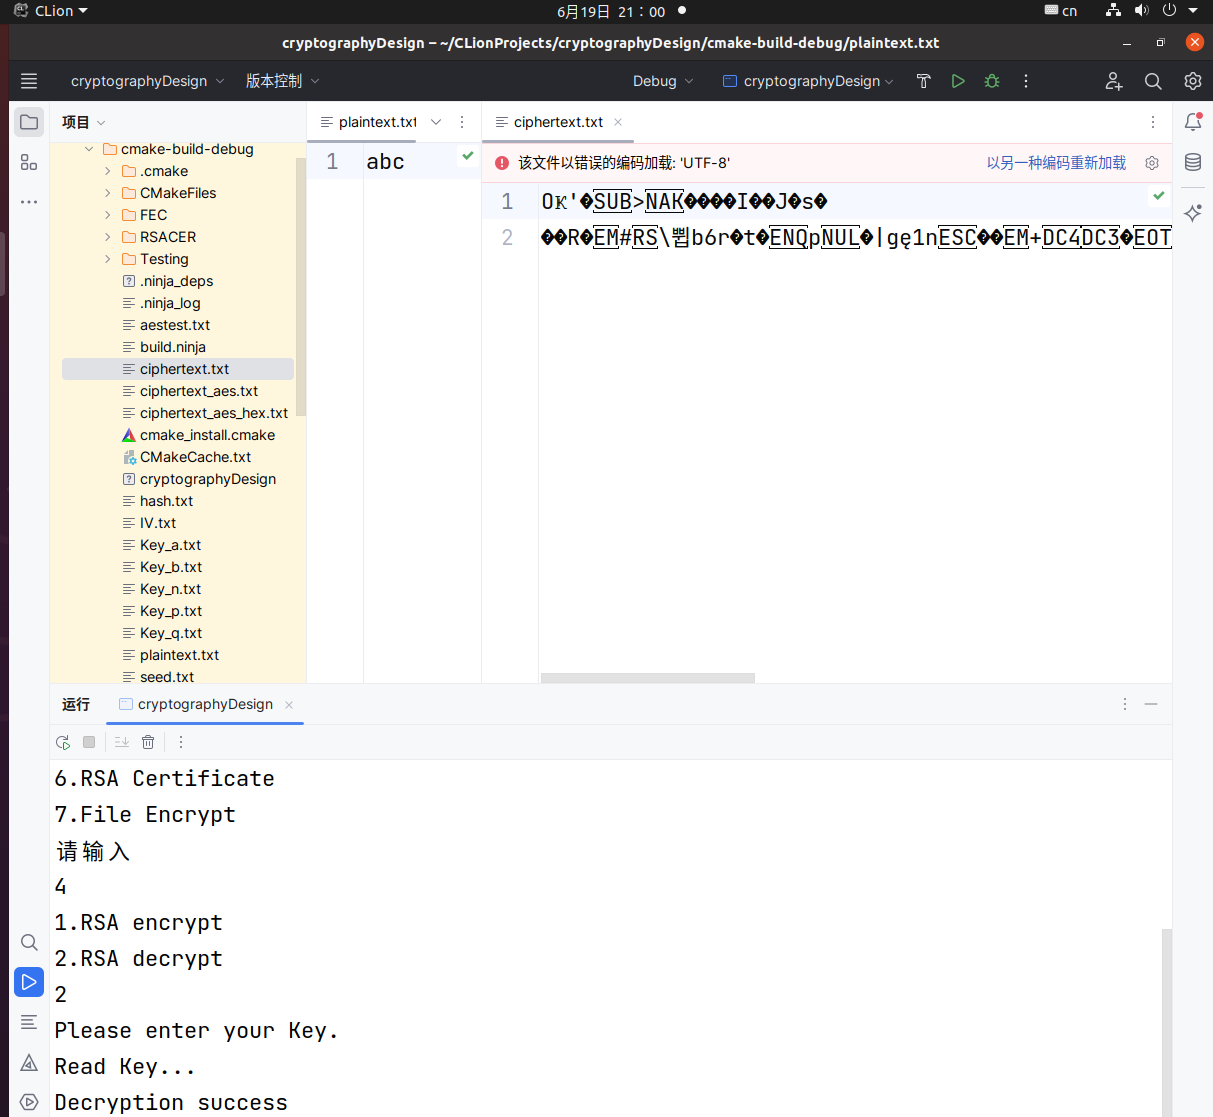 CLion
6月19日 21：00
cn
cryptographyDesign – ~/CLionProjects/cryptographyDesign/cmake-build-debug/plaintext.txt
cryptographyDesign
版本控制
Debug
cryptographyDesign
项目
plaintext.txt
ciphertext.txt
cmake-build-debug
.cmake
CMakeFiles
FEC
RSACER
Testing
.ninja_deps
.ninja_log
aestest.txt
build.ninja
ciphertext.txt
ciphertext_aes.txt
ciphertext_aes_hex.txt
cmake_install.cmake
CMakeCache.txt
cryptographyDesign
hash.txt
IV.txt
Key_a.txt
Key_b.txt
Key_n.txt
Key_p.txt
Key_q.txt
plaintext.txt
seed.txt
1 abc
该文件以错误的编码加载: 'UTF-8'
以另一种编码重新加载
1 '�SUB>NAK����I��J�s�
2 ��R�EM#RS\b6r�t�ENQpNUL�|gę1nESC��EM+DC4DC3�EOT
运行
cryptographyDesign
6.RSA Certificate
7.File Encrypt
请输入
4
1.RSA encrypt
2.RSA decrypt
2
Please enter your Key.
Read Key...
Decryption success